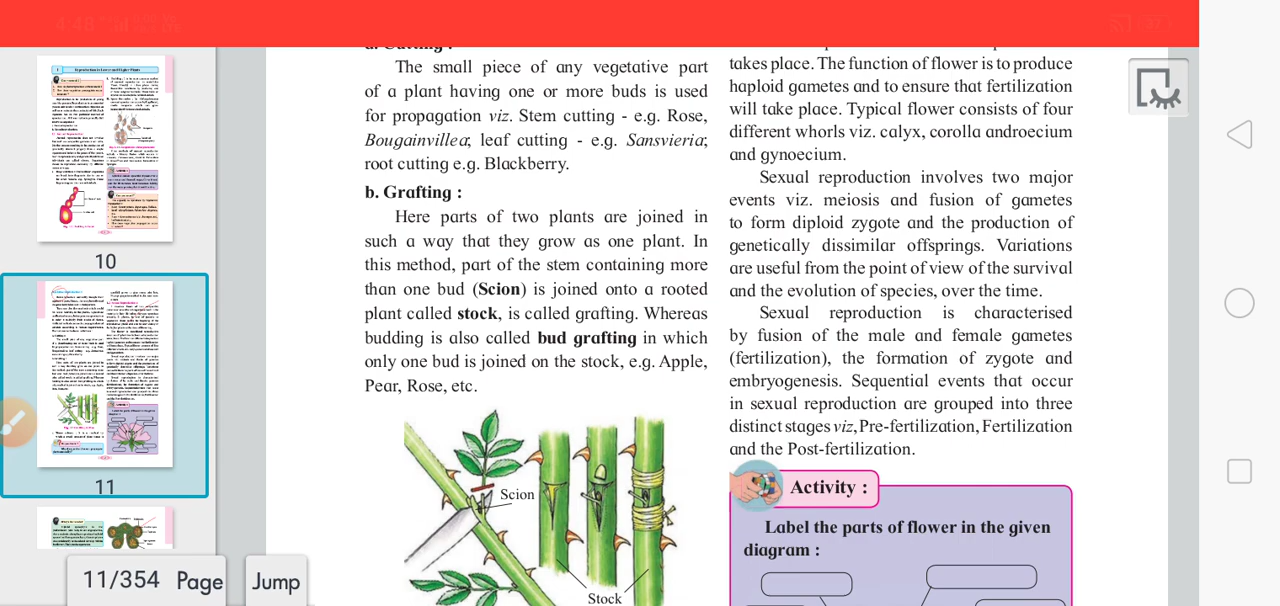 10
11
11/354 Page
Jump
The small piece of any vegetative part
of a plant having one or more buds is used
for propagation viz. Stem cutting - e.g. Rose,
Bougainvillea; leaf cutting - e.g. Sansvieria;
root cutting e.g. Blackberry.
b. Grafting :
Here parts of two plants are joined in
such a way that they grow as one plant. In
this method, part of the stem containing more
than one bud (Scion) is joined onto a rooted
plant called stock, is called grafting. Whereas
budding is also called bud grafting in which
only one bud is joined on the stock, e.g. Apple,
Pear, Rose, etc.
Scion
Stock
takes place. The function of flower is to produce
haploid gametes and to ensure that fertilization
will take place. Typical flower consists of four
different whorls viz. calyx, corolla androecium
and gynoecium.
Sexual reproduction involves two major
events viz. meiosis and fusion of gametes
to form diploid zygote and the production of
genetically dissimilar offsprings. Variations
are useful from the point of view of the survival
and the evolution of species, over the time.
Sexual reproduction is characterised
by fusion of the male and female gametes
(fertilization), the formation of zygote and
embryogenesis. Sequential events that occur
in sexual reproduction are grouped into three
distinct stages viz, Pre-fertilization, Fertilization
and the Post-fertilization.
Activity :
Label the parts of flower in the given
diagram :